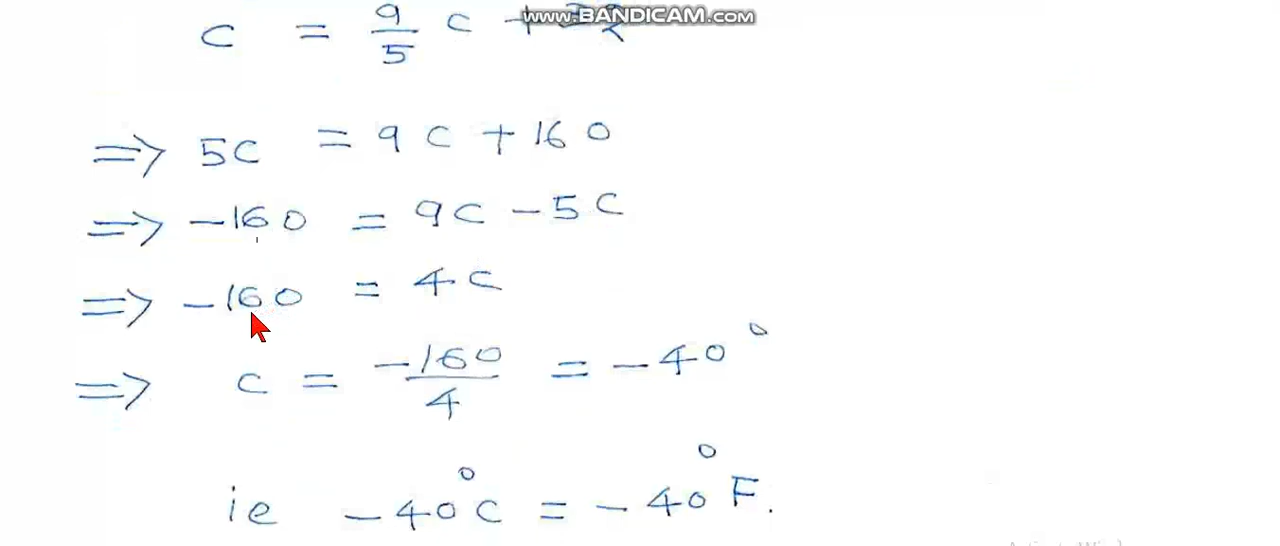 www.BANDICAM.com
c = 9/5 c + 32
=> 5c = 9c + 160
=> -160 = 9c - 5c
=> -160 = 4c
=> c = -160/4 = -40°
ie -40°C = -40°F.